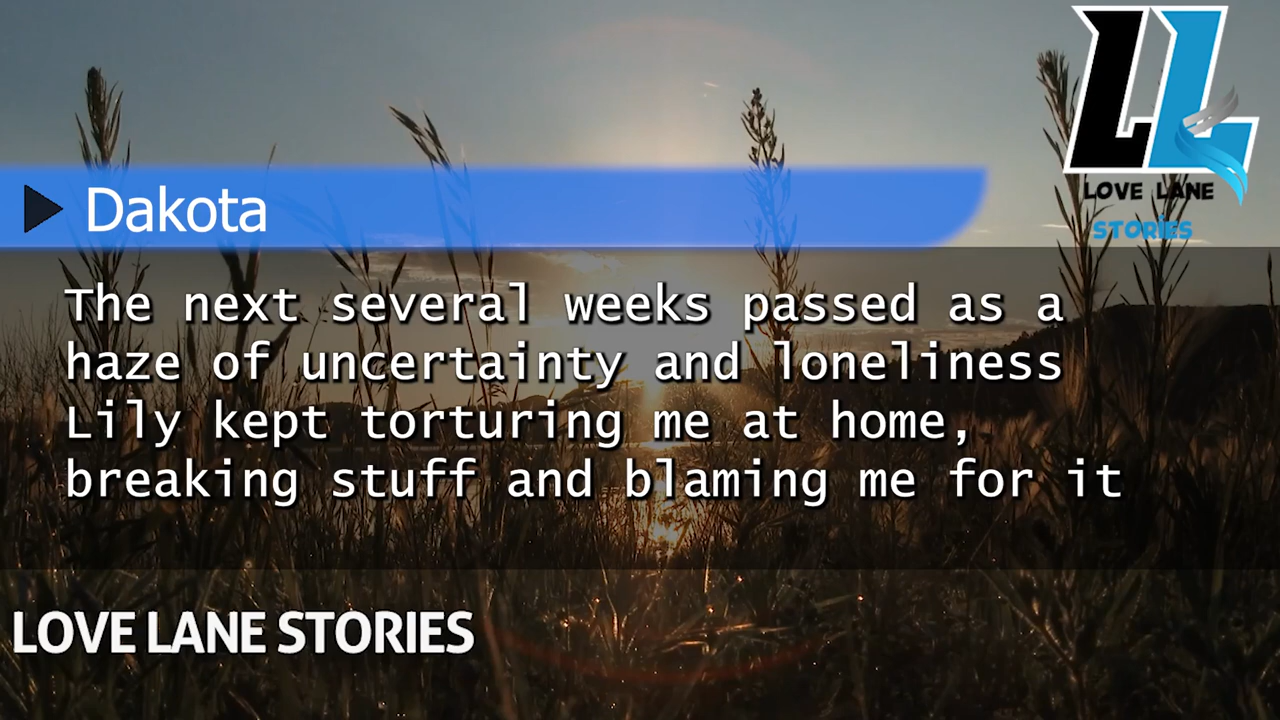 LL
LOVE LANE
STORIES
Dakota
The next several weeks passed as a
haze of uncertainty and loneliness
Lily kept torturing me at home,
breaking stuff and blaming me for it
LOVE LANE STORIES